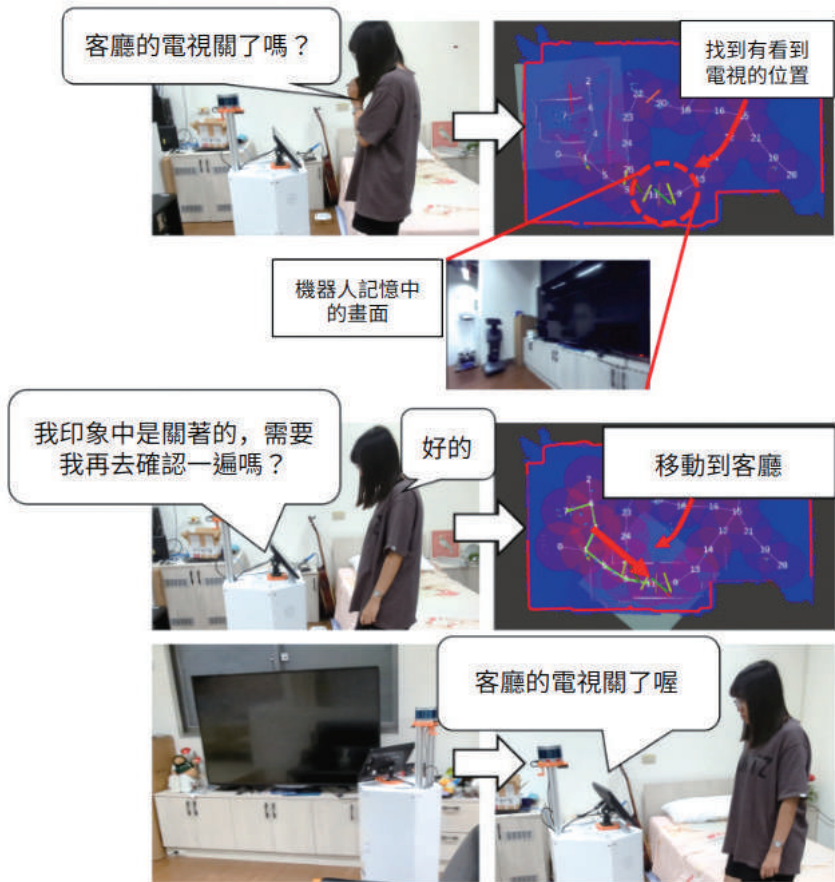 客廳的電視關了嗎？
找到有看到
電視的位置
機器人記憶中
的畫面
我印象中是關著的，需要
我再去確認一遍嗎？
好的
移動到客廳
客廳的電視關了喔